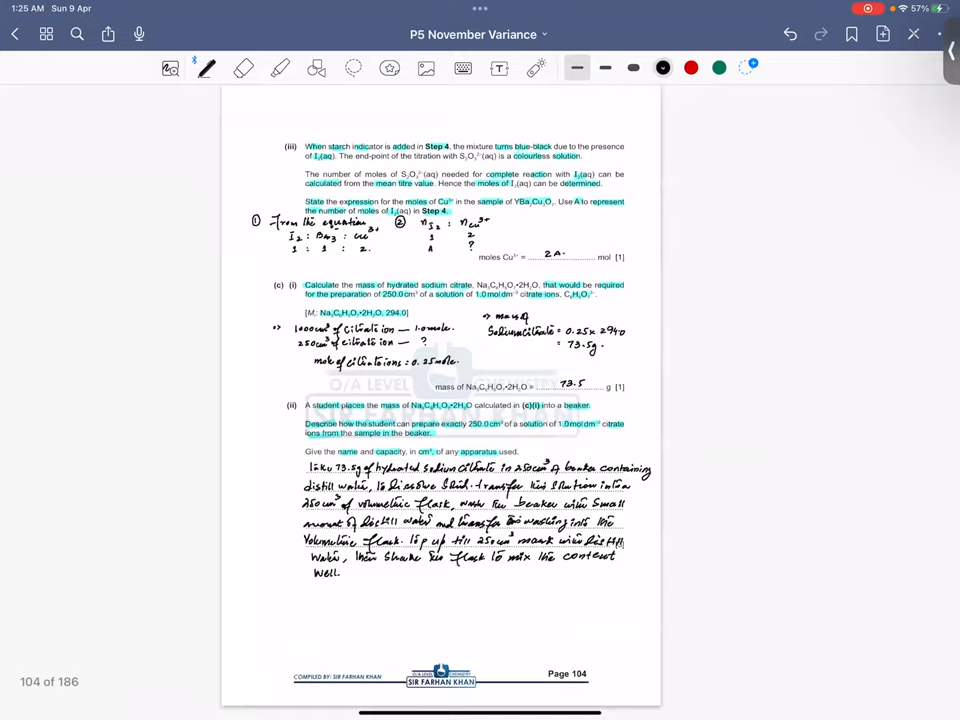 1:25 AM Sun 9 Apr
57%
P5 November Variance
(iii) When starch indicator is added in Step 4, the mixture turns blue-black due to the presence
of I₂(aq). The end-point of the titration with S₂O₃²⁻(aq) is a colourless solution.
The number of moles of S₂O₃²⁻(aq) needed for complete reaction with I₂(aq) can be
calculated from the mean titre value. Hence the moles of I₂(aq) can be determined.
State the expression for the moles of Cu³⁺ in the sample of YBa₂Cu₃O₇. Use A to represent
the number of moles of I₂(aq) in Step 4.
① From the equation ② nI₂ : nCu³⁺
I₂ : Ba3 : Cu³⁺ 1 2
1 : 1 : 2. A ?
moles Cu³⁺ = 2A. mol [1]
(c) (i) Calculate the mass of hydrated sodium citrate, Na₃C₆H₅O₇•2H₂O, that would be required
for the preparation of 250.0 cm³ of a solution of 1.0 mol dm⁻³ citrate ions, C₆H₅O₇³⁻.
[Mᵣ: Na₃C₆H₅O₇•2H₂O, 294.0]
=> mass of
=> 1000cm³ of citrate ion — 1.0mole. Sodium citrate = 0.25 x 294.0
250cm³ of citrate ion — ? = 73.5g.
mole of citrate ions = 0.25 mole.
O/A LEVEL CHEMISTRY
SIR FARHAN KHAN
mass of Na₃C₆H₅O₇•2H₂O = 73.5 g [1]
(ii) A student places the mass of Na₃C₆H₅O₇•2H₂O calculated in (c)(i) into a beaker.
Describe how the student can prepare exactly 250.0 cm³ of a solution of 1.0 mol dm⁻³ citrate
ions from the sample in the beaker.
Give the name and capacity, in cm³, of any apparatus used.
Take 73.5g of hydrated sodium citrate in 250cm³ of beaker containing
distill water, to dissolve solid. Transfer this solution into a
250cm³ of volumetric flask, wash the beaker with small
amount of distill water and transfer the washing into the
volumetric flask. Top up till 250cm³ mark with distill
water, then shake the flask to mix the content
well.
COMPILED BY: SIR FARHAN KHAN
O/A LEVEL CHEMISTRY
SIR FARHAN KHAN
Page 104
104 of 186